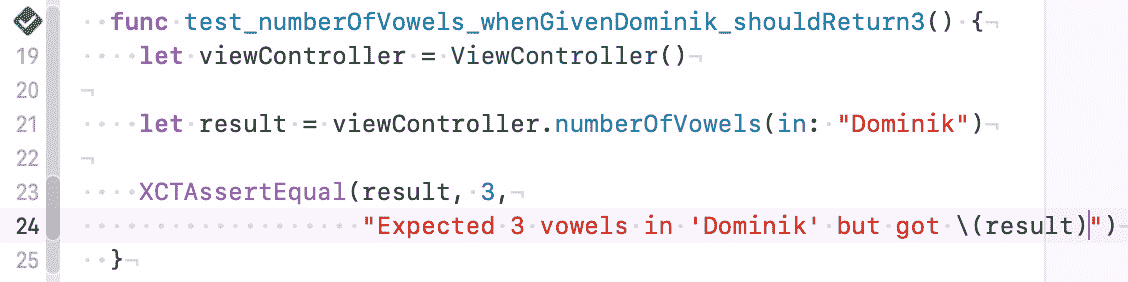 func test_numberOfVowels_whenGivenDominik_shouldReturn3() {
19 let viewController = ViewController()
20
21 let result = viewController.numberOfVowels(in: "Dominik")
22
23 XCTAssertEqual(result, 3,
24 "Expected 3 vowels in 'Dominik' but got \(result)")
25 }